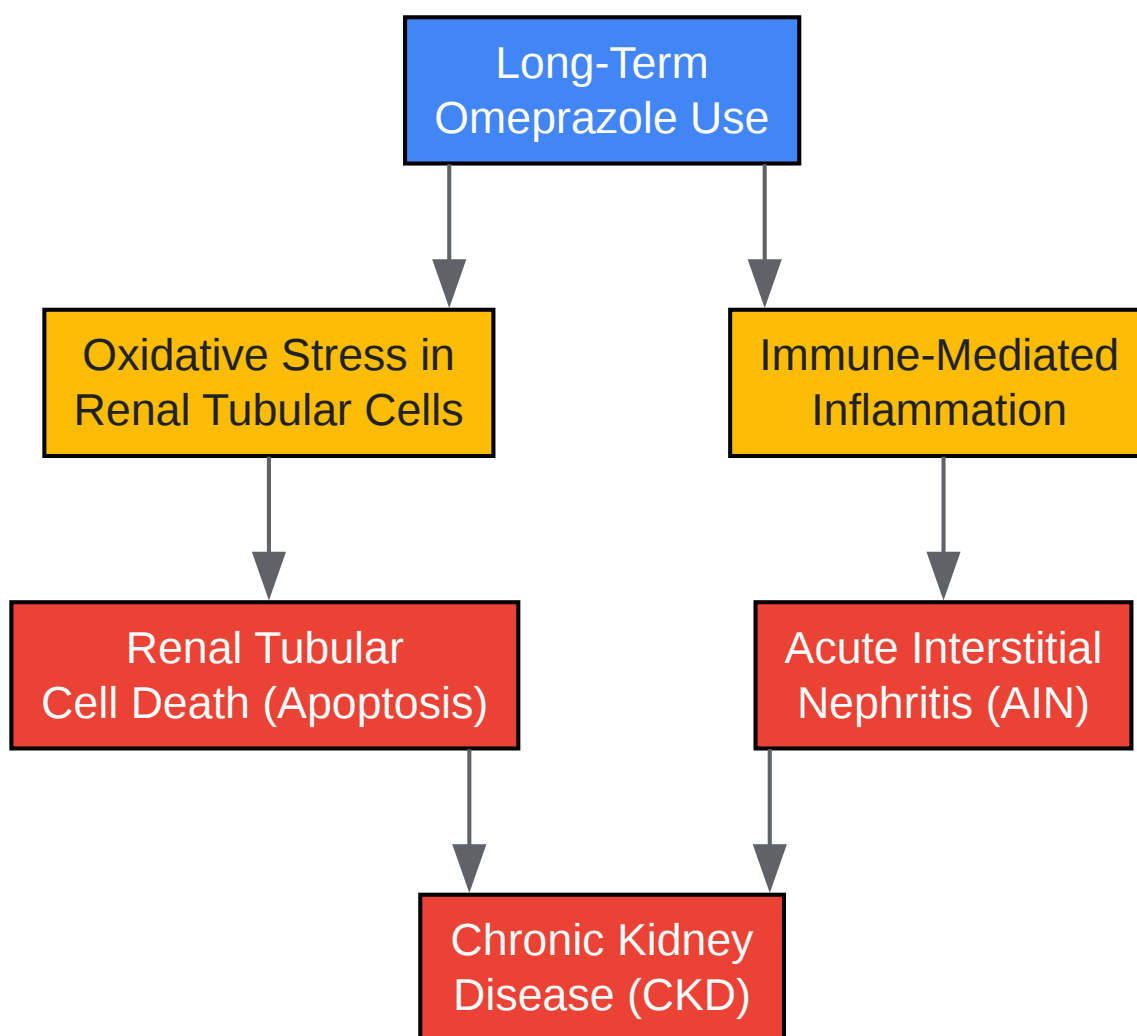 Long-Term
Omeprazole Use
Oxidative Stress in
Renal Tubular Cells
Immune-Mediated
Inflammation
Renal Tubular
Cell Death (Apoptosis)
Acute Interstitial
Nephritis (AIN)
Chronic Kidney
Disease (CKD)